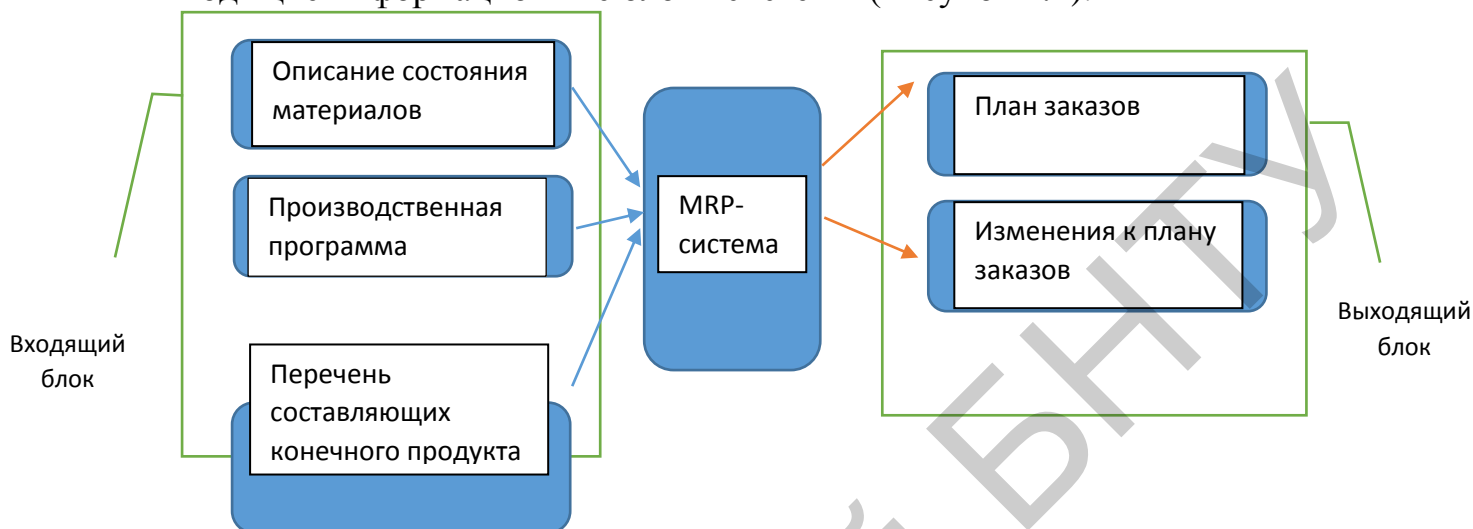 Описание состояния
материалов
Производственная
программа
Перечень
составляющих
конечного продукта
MRP-
система
План заказов
Изменения к плану
заказов
Входящий
блок
Выходящий
блок
БНТУ